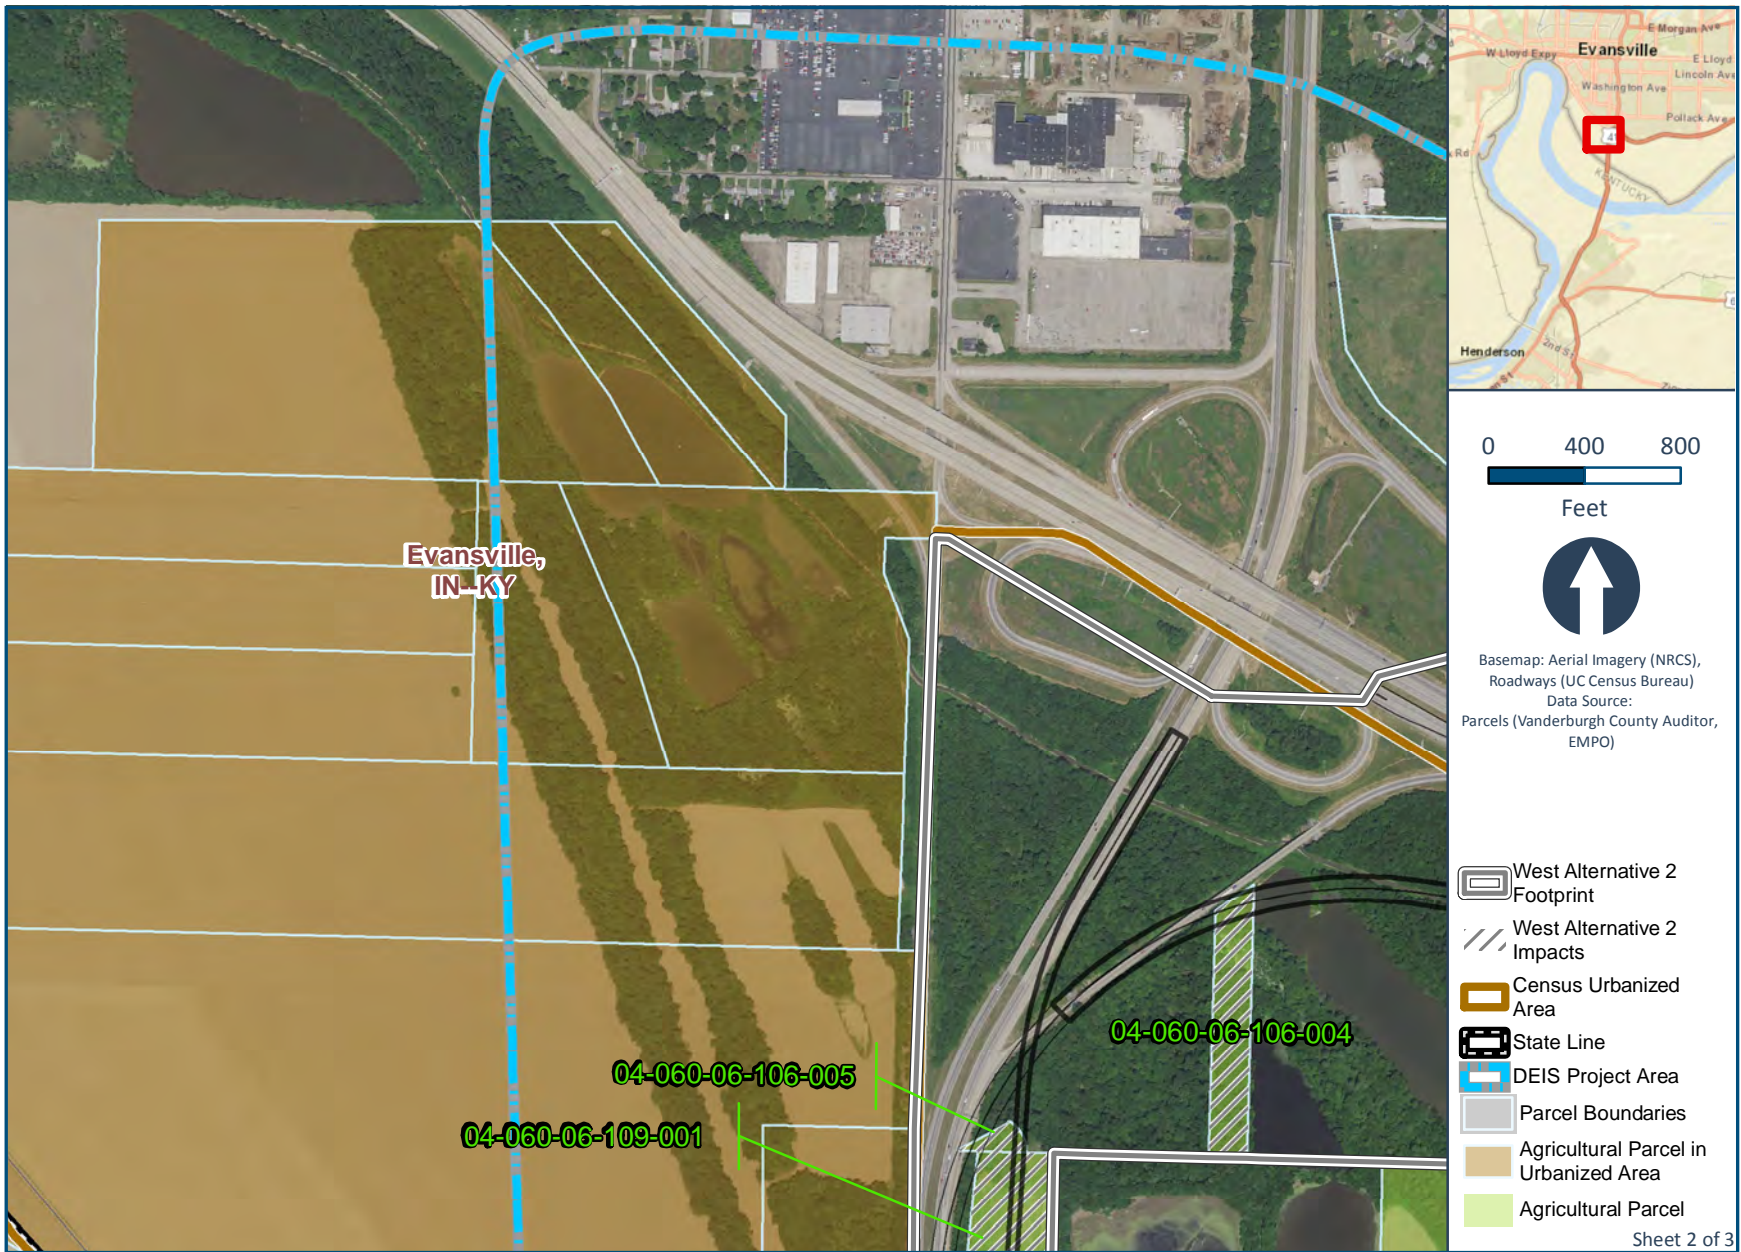 Evansville,
IN--KY
04-060-06-106-004
04-060-06-106-005
04-060-06-109-001
E Morgan Ave
Evansville
W Lloyd Expy
E Lloyd
Lincoln Ave
Washington Ave
Pollack Ave
41
Rd
KENTUCKY
Henderson
2nd St
0 400 800
Feet
Basemap: Aerial Imagery (NRCS),
Roadways (UC Census Bureau)
Data Source:
Parcels (Vanderburgh County Auditor,
EMPO)
West Alternative 2
Footprint
West Alternative 2
Impacts
Census Urbanized
Area
State Line
DEIS Project Area
Parcel Boundaries
Agricultural Parcel in
Urbanized Area
Agricultural Parcel
Sheet 2 of 3